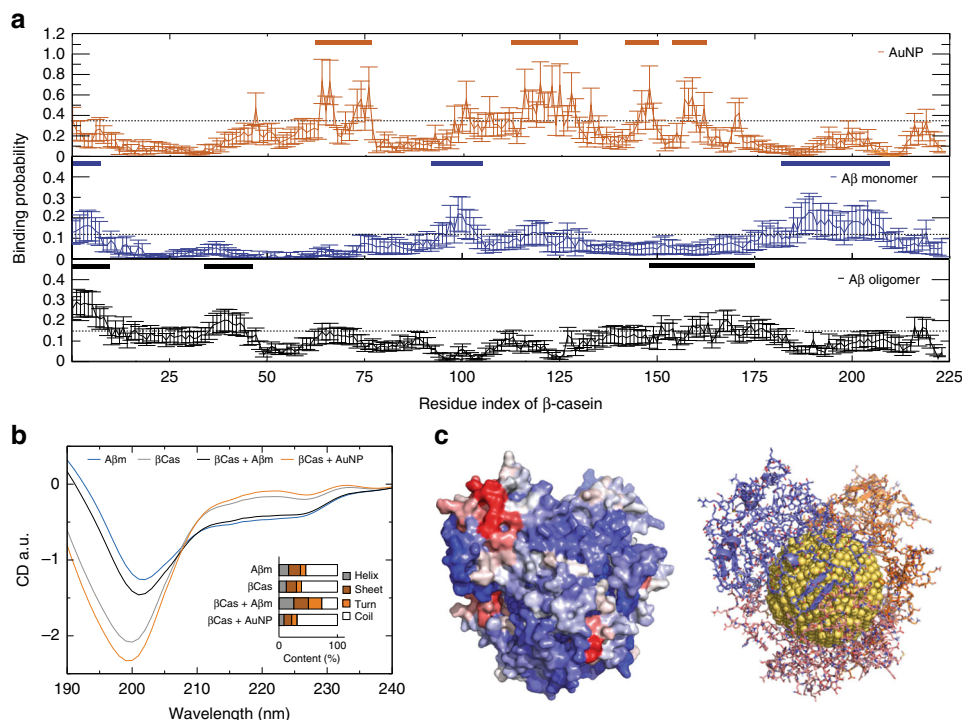 a
1.2
1.0
0.8
0.6
0.4
0.2
0
AuNP
0.4
0.3
0.2
0.1
0
Aβ monomer
0.4
0.3
0.2
0.1
0
Aβ oligomer
Binding probability
25 50 75 100 125 150 175 200 225
Residue index of β-casein
b
Aβm βCas βCas + Aβm βCas + AuNP
0
−1
−2
CD a.u.
Aβm
βCas
βCas + Aβm
βCas + AuNP
Helix
Sheet
Turn
Coil
0 100
Content (%)
190 200 210 220 230 240
Wavelength (nm)
c